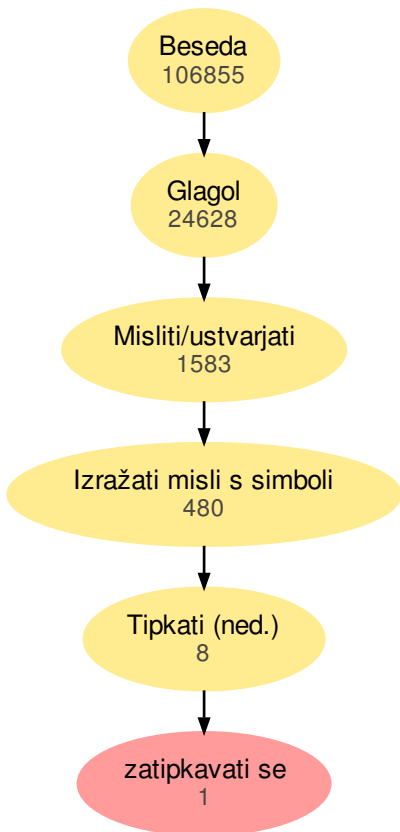 Beseda
106855
Glagol
24628
Misliti/ustvarjati
1583
Izražati misli s simboli
480
Tipkati (ned.)
8
zatipkavati se
1